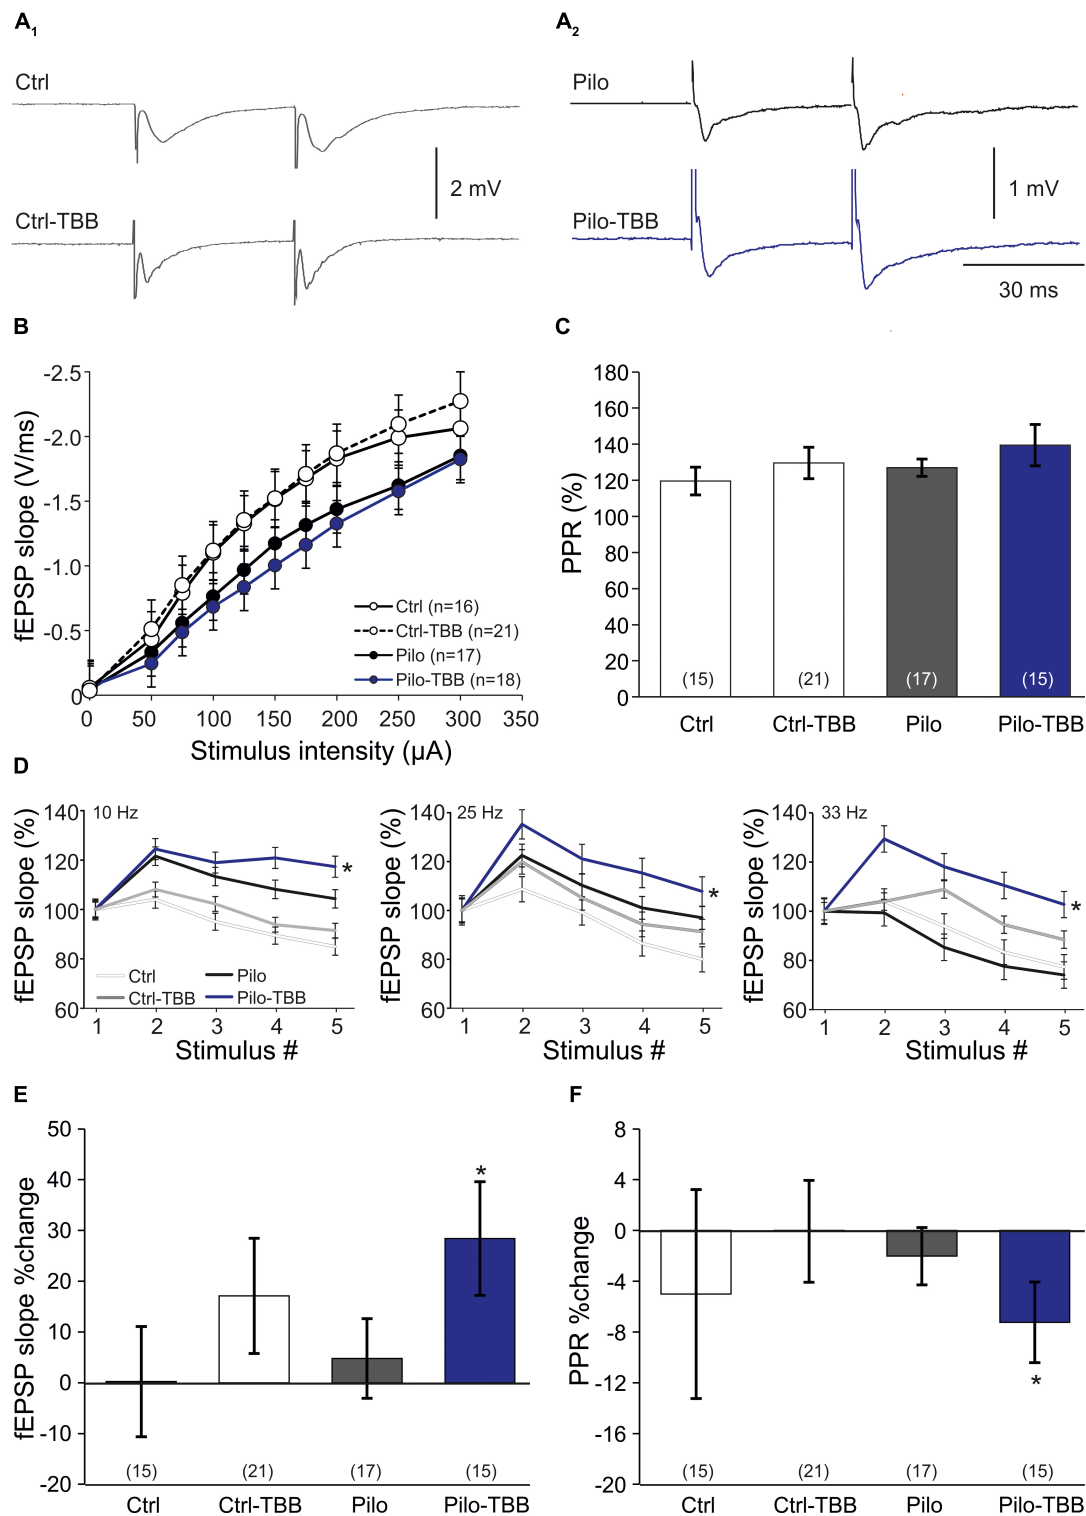 A1
A2
Ctrl
Pilo
2 mV
1 mV
Ctrl-TBB
Pilo-TBB
30 ms
B
C
fEPSP slope (V/ms)
-2.5
-2.0
-1.5
-1.0
-0.5
0
0
50
100
150
200
250
300
350
Stimulus intensity (µA)
Ctrl (n=16)
Ctrl-TBB (n=21)
Pilo (n=17)
Pilo-TBB (n=18)
PPR (%)
180
160
140
120
100
80
60
40
20
0
(15)
(21)
(17)
(15)
Ctrl
Ctrl-TBB
Pilo
Pilo-TBB
D
fEPSP slope (%)
140
120
100
80
60
10 Hz
*
Ctrl
Pilo
Ctrl-TBB
Pilo-TBB
1
2
3
4
5
Stimulus #
fEPSP slope (%)
140
120
100
80
60
25 Hz
*
1
2
3
4
5
Stimulus #
fEPSP slope (%)
140
120
100
80
60
33 Hz
*
1
2
3
4
5
Stimulus #
E
F
fEPSP slope %change
50
40
30
20
10
0
-10
-20
*
(15)
(21)
(17)
(15)
Ctrl
Ctrl-TBB
Pilo
Pilo-TBB
PPR %change
8
4
0
-4
-8
-12
-16
-20
*
(15)
(21)
(17)
(15)
Ctrl
Ctrl-TBB
Pilo
Pilo-TBB